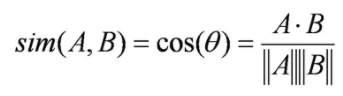 sim(A, B) = cos(θ) = A · B / ‖A‖‖B‖